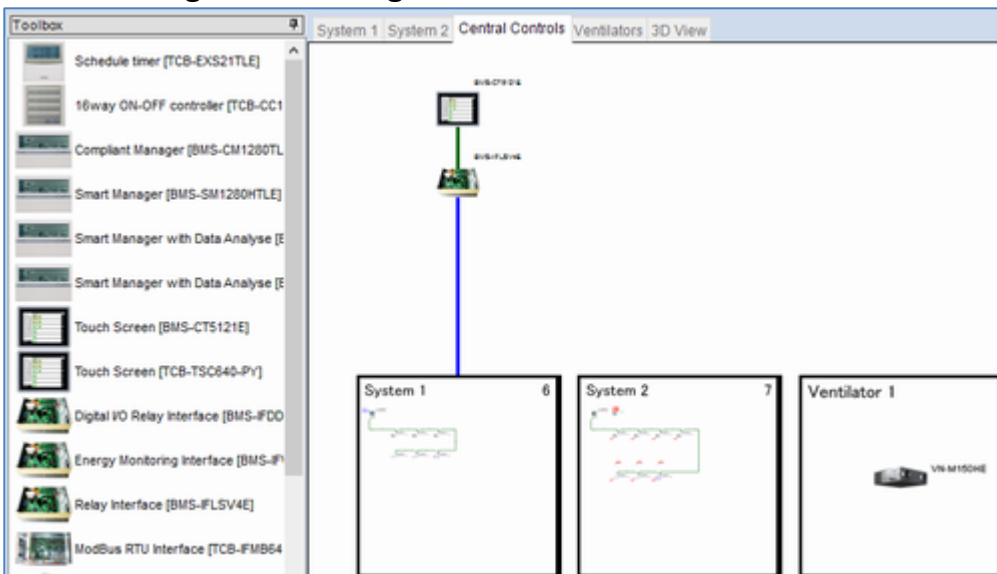 Toolbox
System 1 System 2 Central Controls Ventilators 3D View
Schedule timer [TCB-EXS21TLE]
16way ON-OFF controller [TCB-CC1
Compliant Manager [BMS-CM1280TL
Smart Manager [BMS-SM1280HTLE]
Smart Manager with Data Analyse [E
Smart Manager with Data Analyse [E
Touch Screen [BMS-CT5121E]
Touch Screen [TCB-TSC640-PY]
Digital I/O Relay Interface [BMS-IFDD
Energy Monitoring Interface [BMS-IF
Relay Interface [BMS-IFLSV4E]
ModBus RTU Interface [TCB-IFMB64
BMS-CT5121E
BMS-IFLSV4E
System 1 6
System 2 7
Ventilator 1
VN-M150HE